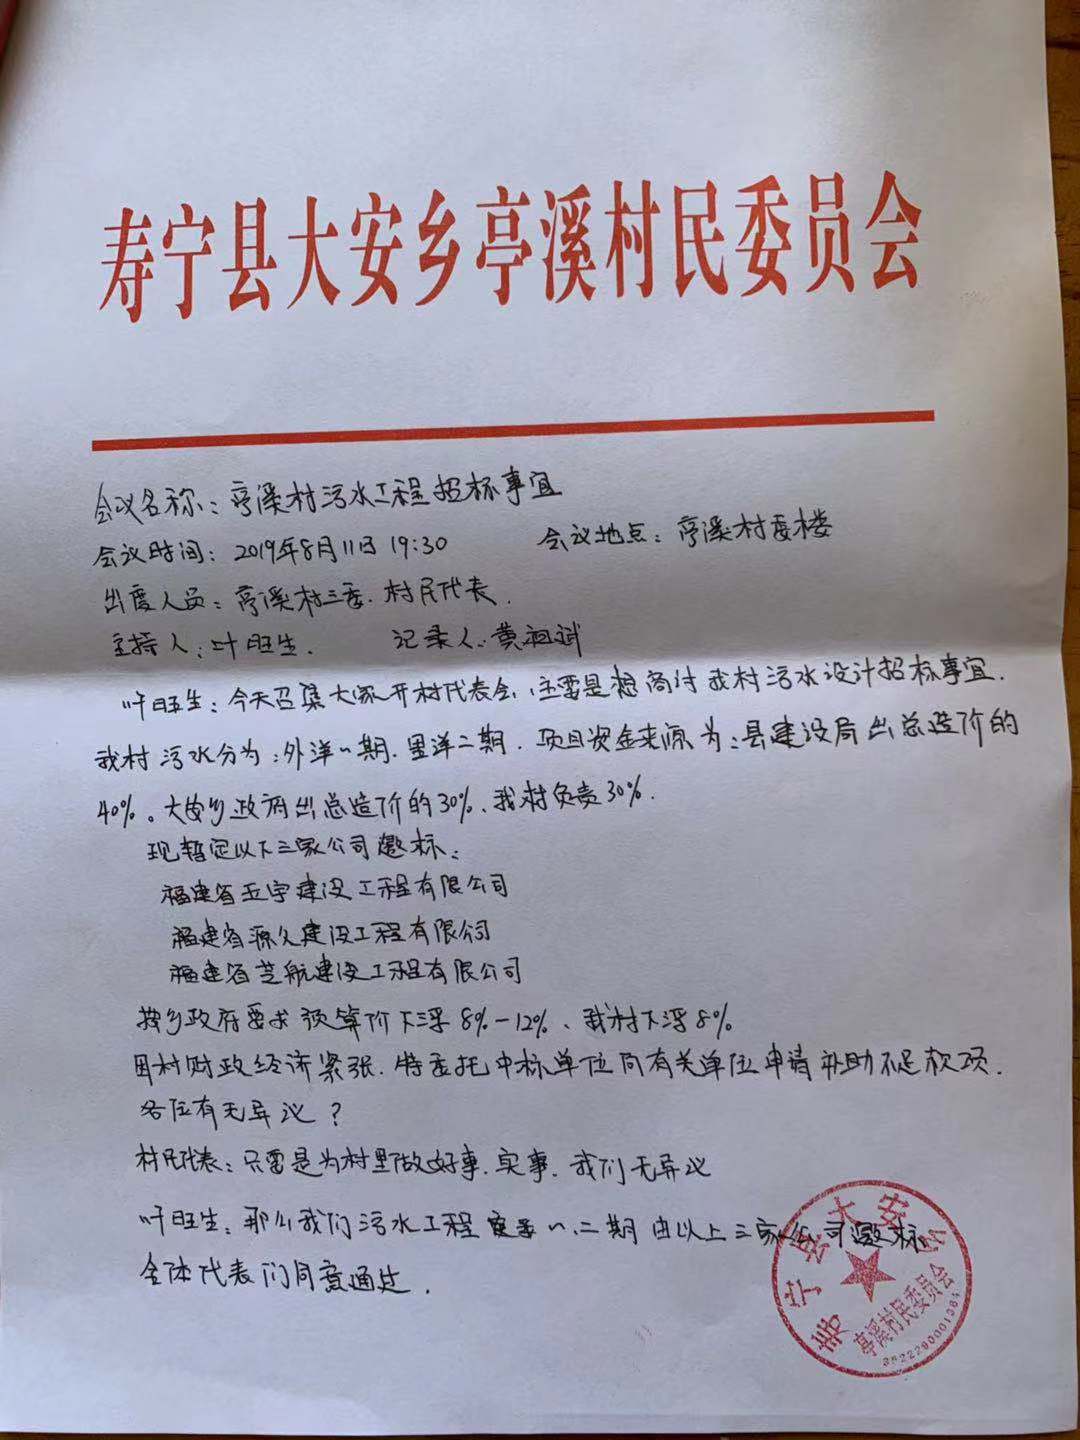 寿宁县大安乡亭溪村民委员会
会议名称：亭溪村污水工程招标事宜
会议时间：2019年8月11日 19:30 会议地点：亭溪村委楼
出席人员：亭溪村三委、村民代表.
主持人：叶旺生. 记录人：黄祖斌
叶旺生：今天召集大家开村代表会，主要是想商讨我村污水设计招标事宜.
我村污水分为：外洋一期.里洋二期.项目资金来源为：县建设局出总造价的
40%。大安乡政府出总造价的30%、我村负责30%.
现暂定以下三家公司邀标：
福建省玉宇建设工程有限公司
福建省源久建设工程有限公司
福建省芝航建设工程有限公司
按乡政府要求预算价下浮8%-12%、我村下浮8%
因村财政经济紧张.特委托中标单位向有关单位申请补助不足款项.
各位有无异议？
村民代表：只要是为村里做好事.实事.我们无异议
叶旺生：那么我们污水工程 一、二期由以上三家公司邀标
全体代表们同意通过.
寿宁县大安乡
亭溪村民委员会